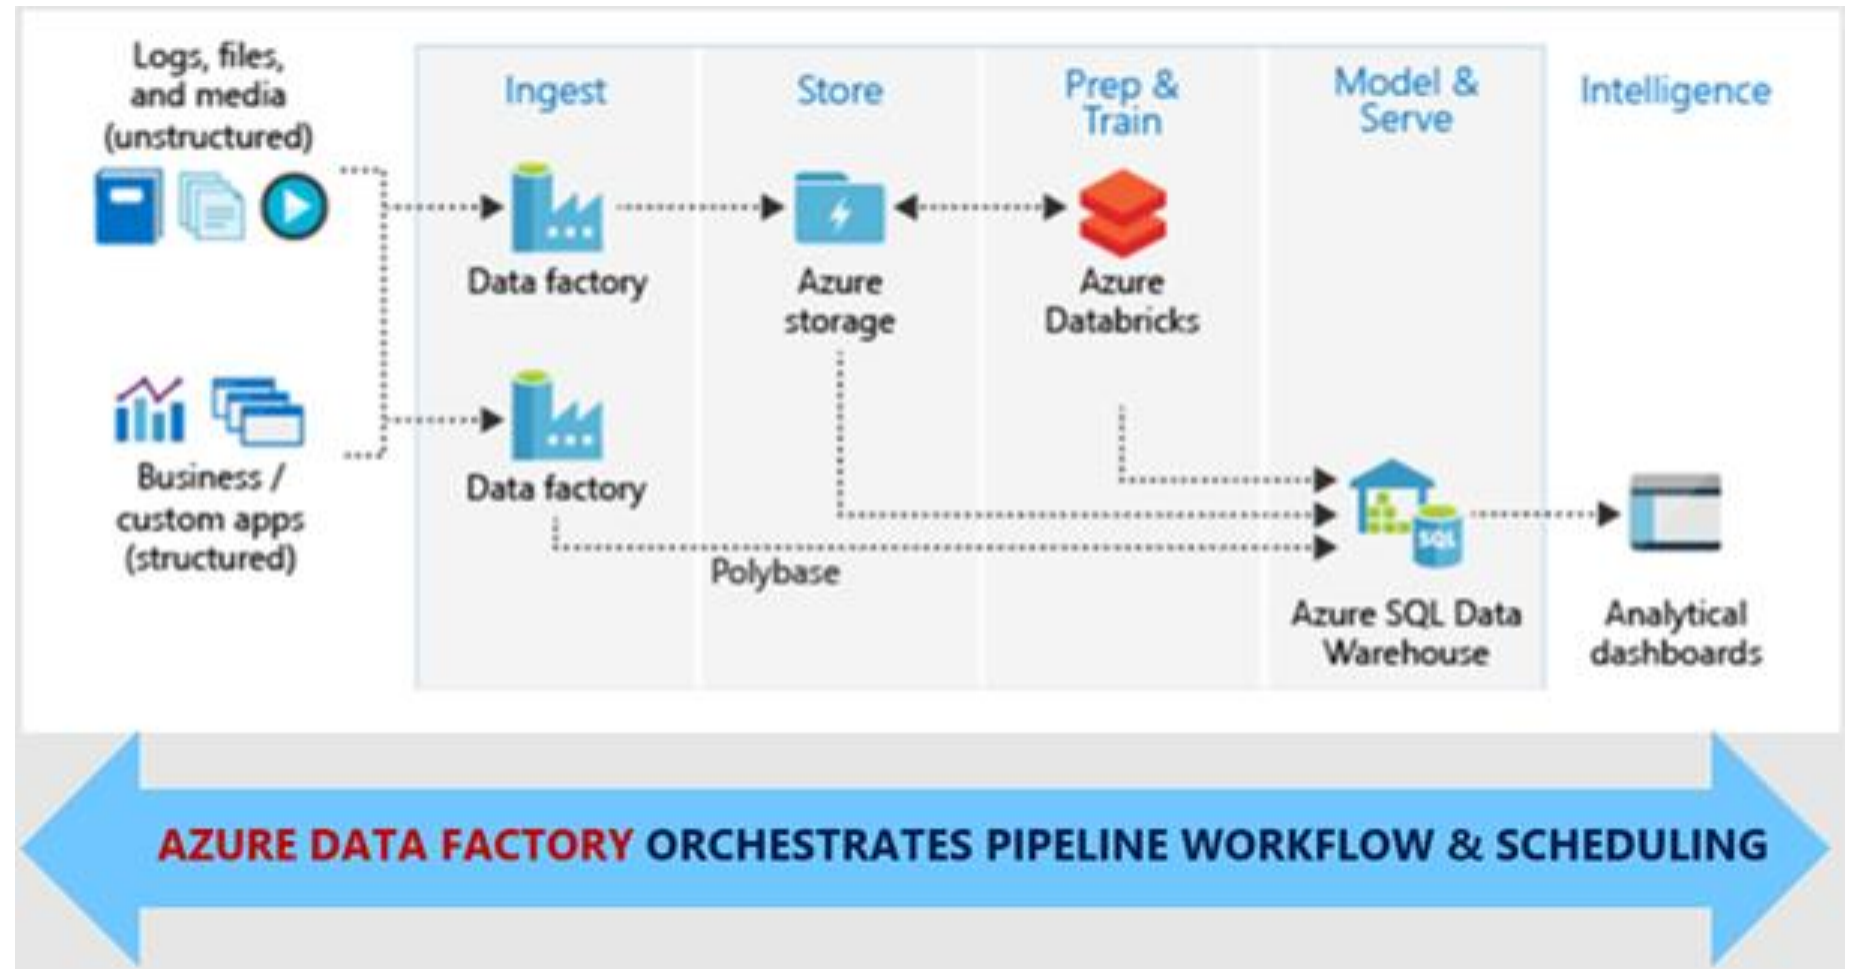 Logs, files,
and media
(unstructured)
Ingest
Store
Prep &
Train
Model &
Serve
Intelligence
Data factory
Azure
storage
Azure
Databricks
Business /
custom apps
(structured)
Data factory
Polybase
SQL
Azure SQL Data
Warehouse
Analytical
dashboards
AZURE DATA FACTORY ORCHESTRATES PIPELINE WORKFLOW & SCHEDULING